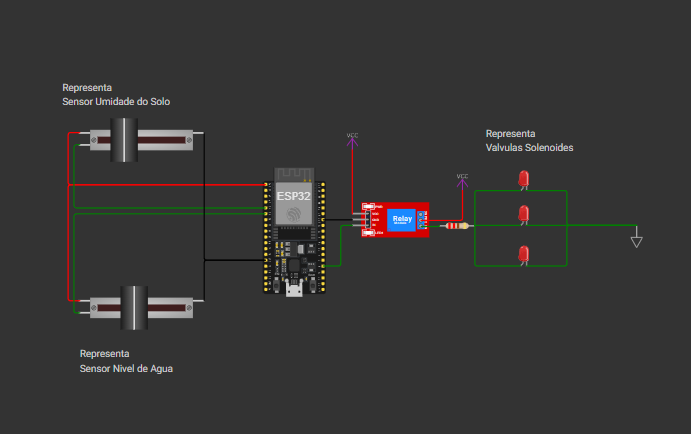 Representa
Sensor Umidade do Solo
VCC
Representa
Valvulas Solenoides
ESP32
VCC
Relay
Representa
Sensor Nivel de Agua